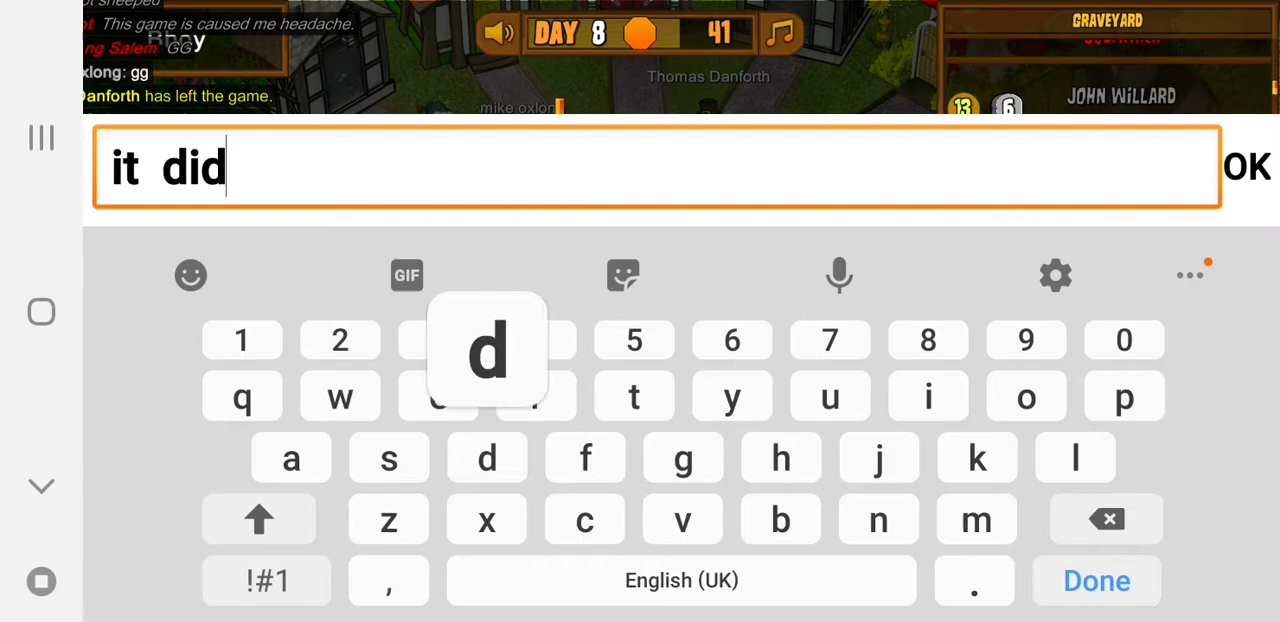 ot sheeped
ot. This game is caused me headache.
ng Salem: GG
oxlong: gg
Danforth has left the game.
DAY 8
41
GRAVEYARD
JOHN WILLARD
13 6
Thomas Danforth
mike oxlon
it did
OK
GIF
1 2 5 6 7 8 9 0
d
q w t y u i o p
a s d f g h j k l
z x c v b n m
!#1 , English (UK) . Done